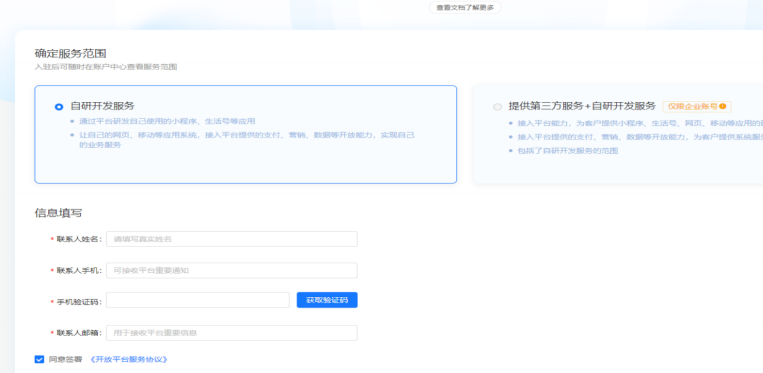 查看文档了解更多
确定服务范围
入驻后可随时在账户中心查看服务范围
自研开发服务
通过平台研发自己使用的小程序、生活号等应用
让自己的网页、移动等应用系统，接入平台提供的支付、营销、数据等开放能力，实现自己
的业务服务
提供第三方服务+自研开发服务 仅限企业账号
接入平台能力，为客户提供小程序、生活号、网页、移动等应用的
接入平台提供的支付、营销、数据等开放能力，为客户提供系统服
包括了自研开发服务的范围
信息填写
* 联系人姓名: 请填写真实姓名
* 联系人手机: 可接收平台重要通知
* 手机验证码: 获取验证码
* 联系人邮箱: 用于接收平台重要信息
同意签署 《开放平台服务协议》